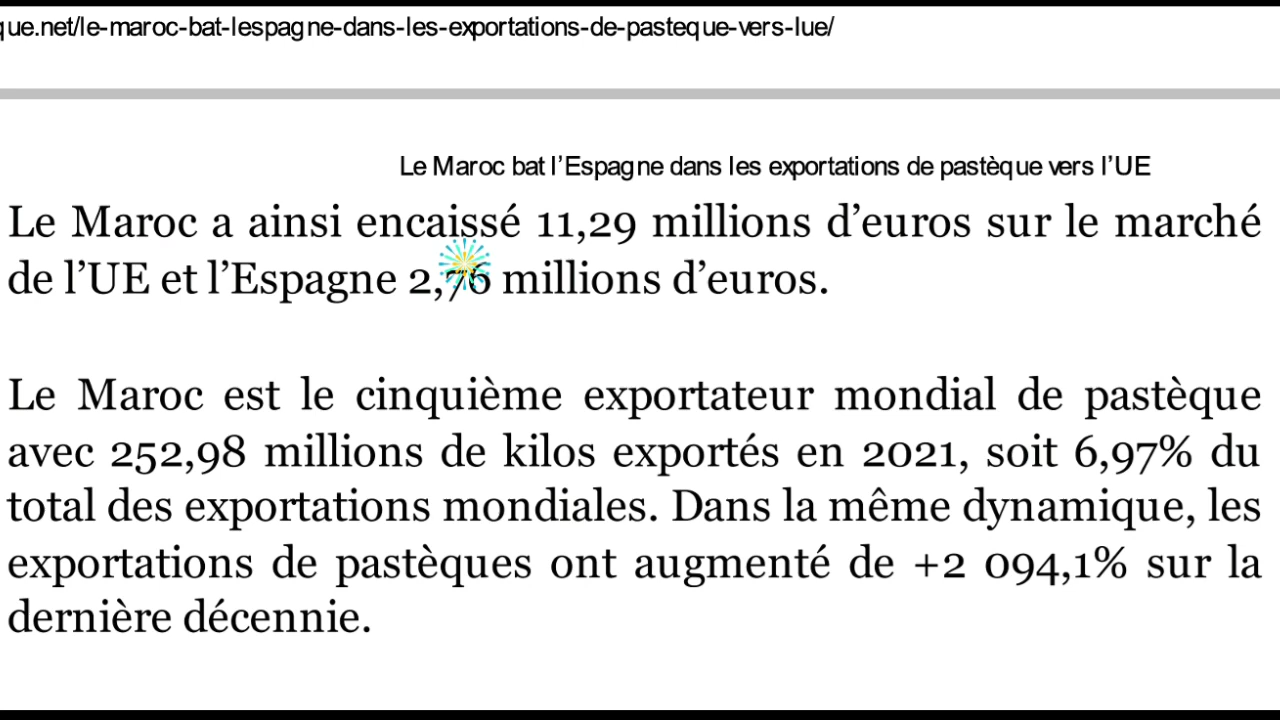 que.net/le-maroc-bat-lespagne-dans-les-exportations-de-pasteque-vers-lue/
Le Maroc bat l’Espagne dans les exportations de pastèque vers l’UE
Le Maroc a ainsi encaissé 11,29 millions d’euros sur le marché
de l’UE et l’Espagne 2,76 millions d’euros.
Le Maroc est le cinquième exportateur mondial de pastèque
avec 252,98 millions de kilos exportés en 2021, soit 6,97% du
total des exportations mondiales. Dans la même dynamique, les
exportations de pastèques ont augmenté de +2 094,1% sur la
dernière décennie.